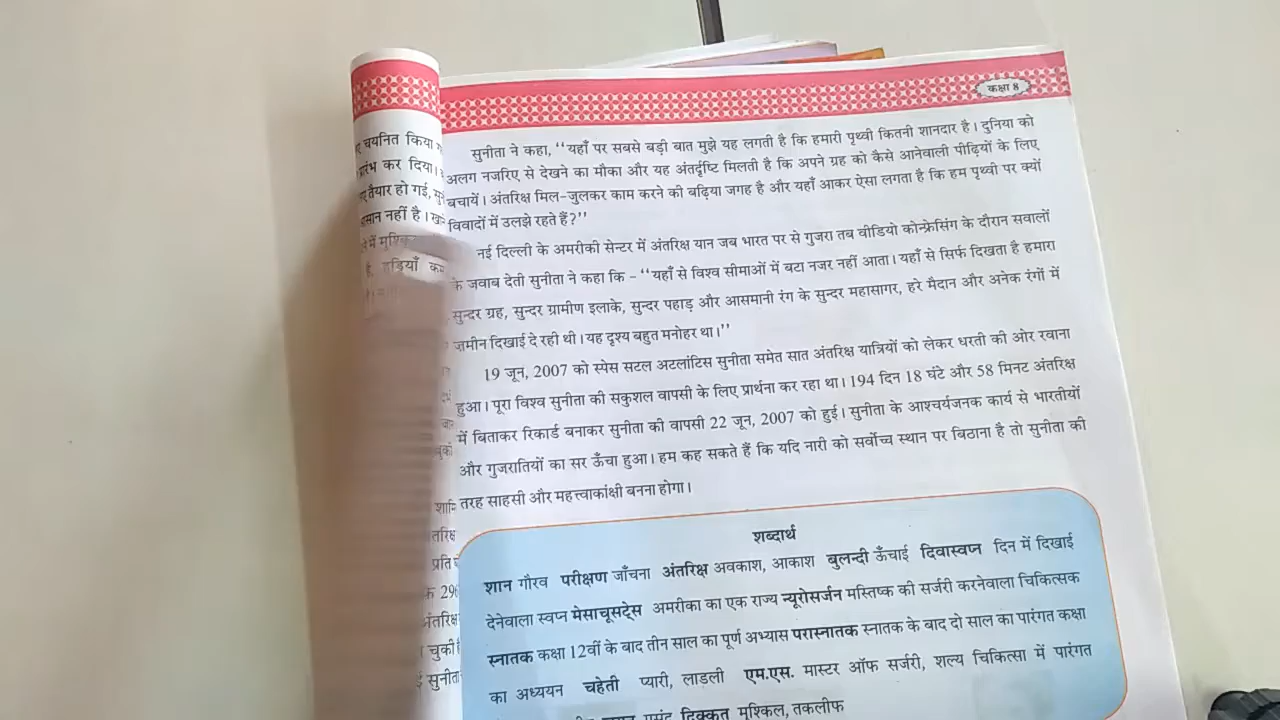 कक्षा 8
चयनित किया
प्रारंभ कर दिया।
तैयार हो गई,
आसान नहीं है।
में
हड्डियाँ
सुनीता ने कहा, ‘‘यहाँ पर सबसे बड़ी बात मुझे यह लगती है कि हमारी पृथ्वी कितनी शानदार है। दुनिया को
अलग नजरिए से देखने का मौका और यह अंतर्दृष्टि मिलती है कि अपने ग्रह को कैसे आनेवाली पीढ़ियों के लिए
बचायें। अंतरिक्ष मिल-जुलकर काम करने की बढ़िया जगह है और यहाँ आकर ऐसा लगता है कि हम पृथ्वी पर क्यों
विवादों में उलझे रहते हैं?’’
नई दिल्ली के अमरीकी सेन्टर में अंतरिक्ष यान जब भारत पर से गुजरा तब वीडियो कोन्फ्रेसिंग के दौरान सवालों
के जवाब देती सुनीता ने कहा कि – ‘‘यहाँ से विश्व सीमाओं में बटा नजर नहीं आता। यहाँ से सिर्फ दिखता है हमारा
सुन्दर ग्रह, सुन्दर ग्रामीण इलाके, सुन्दर पहाड़ और आसमानी रंग के सुन्दर महासागर, हरे मैदान और अनेक रंगों में
ज़मीन दिखाई दे रही थी। यह दृश्य बहुत मनोहर था।’’
19 जून, 2007 को स्पेस सटल अटलांटिस सुनीता समेत सात अंतरिक्ष यात्रियों को लेकर धरती की ओर रवाना
हुआ। पूरा विश्व सुनीता की सकुशल वापसी के लिए प्रार्थना कर रहा था। 194 दिन 18 घंटे और 58 मिनट अंतरिक्ष
में बिताकर रिकार्ड बनाकर सुनीता की वापसी 22 जून, 2007 को हुई। सुनीता के आश्चर्यजनक कार्य से भारतीयों
और गुजरातियों का सर ऊँचा हुआ। हम कह सकते हैं कि यदि नारी को सर्वोच्च स्थान पर बिठाना है तो सुनीता की
तरह साहसी और महत्त्वाकांक्षी बनना होगा।
शब्दार्थ
शान गौरव परीक्षण जाँचना अंतरिक्ष अवकाश, आकाश बुलन्दी ऊँचाई दिवास्वप्न दिन में दिखाई
देनेवाला स्वप्न मेसाचूसट्स अमरीका का एक राज्य न्यूरोसर्जन मस्तिष्क की सर्जरी करनेवाला चिकित्सक
स्नातक कक्षा 12वीं के बाद तीन साल का पूर्ण अभ्यास परास्नातक स्नातक के बाद दो साल का पारंगत कक्षा
का अध्ययन चहेती प्यारी, लाडली एम.एस. मास्टर ऑफ सर्जरी, शल्य चिकित्सा में पारंगत
दिक्कत मुश्किल, तकलीफ